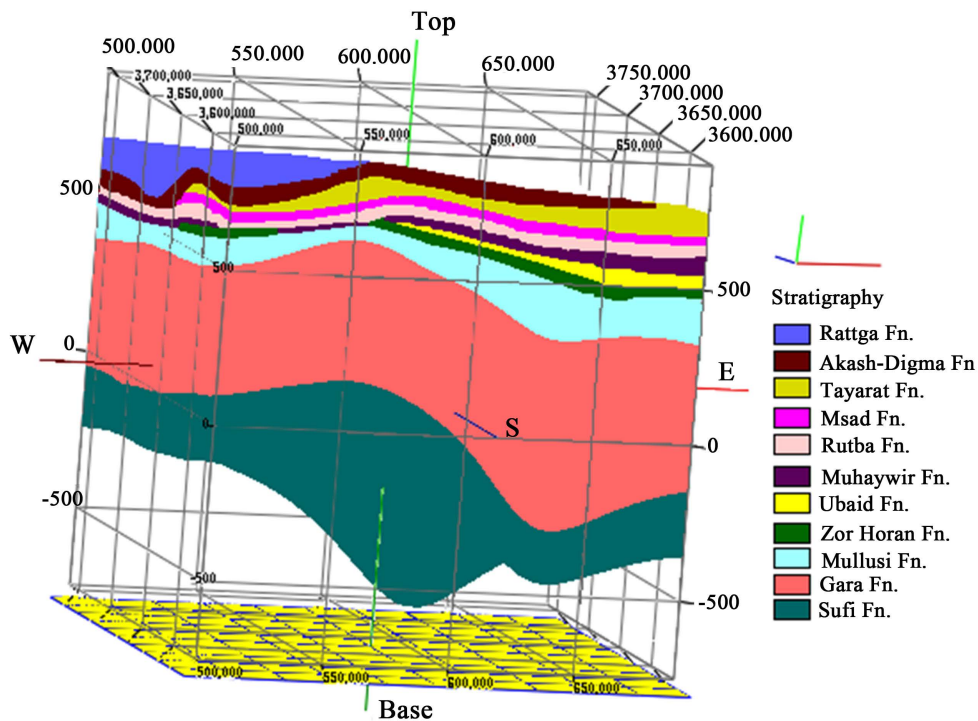 Top
500.000 550.000 600.000 650.000
3750.000
3700.000
3650.000
3600.000
3,700,000
3,650,000
3,600,000
500,000 550,000 600,000 650,000
500
500
500
W
0
E
S
0
0
-500
-500
-500
500,000 550,000 600,000 650,000
Base
Stratigraphy
Rattga Fn.
Akash-Digma Fn
Tayarat Fn.
Msad Fn.
Rutba Fn.
Muhaywir Fn.
Ubaid Fn.
Zor Horan Fn.
Mullusi Fn.
Gara Fn.
Sufi Fn.